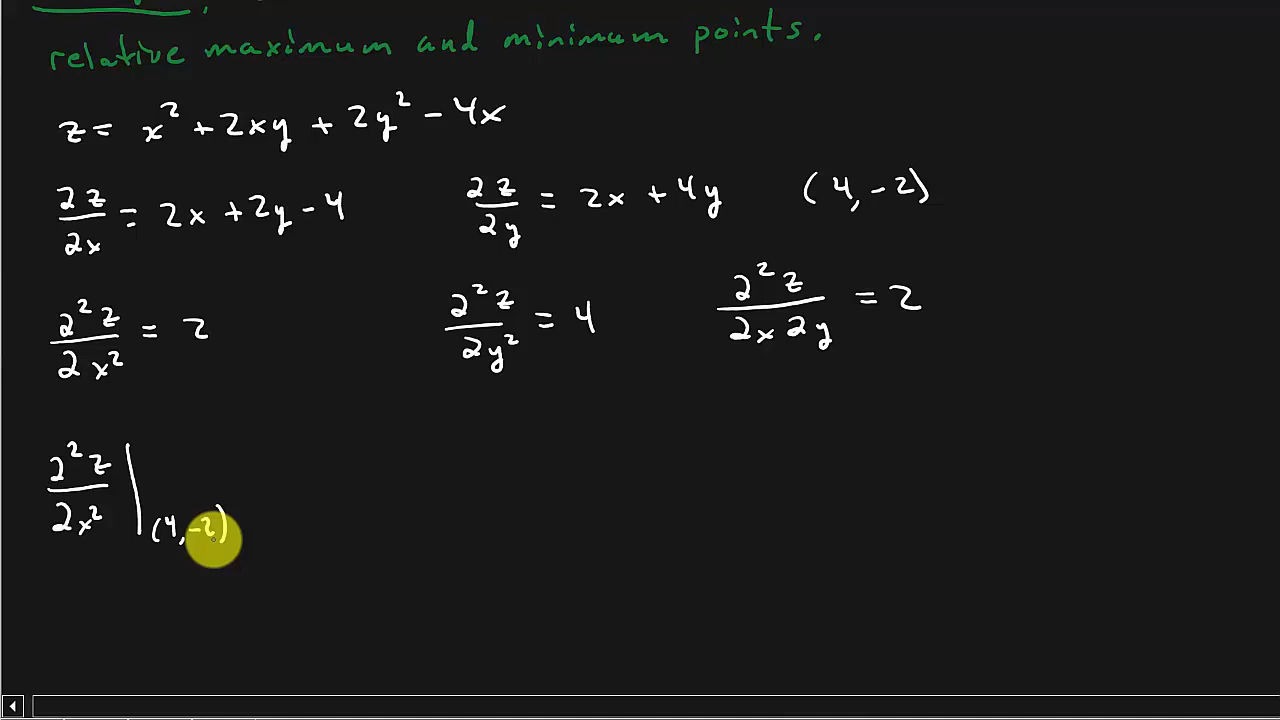 relative maximum and minimum points.
z = x² + 2xy + 2y² - 4x
∂z/∂x = 2x + 2y - 4 ∂z/∂y = 2x + 4y (4, -2)
∂²z/∂x² = 2 ∂²z/∂y² = 4 ∂²z/∂x∂y = 2
∂²z/∂x² |(4, -2)